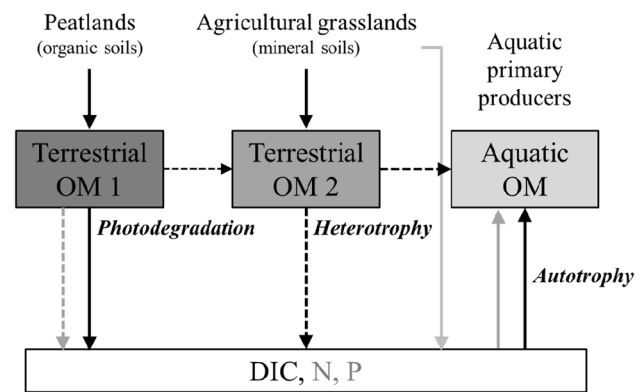 Peatlands
(organic soils)
Agricultural grasslands
(mineral soils)
Aquatic
primary
producers
Terrestrial
OM 1
Terrestrial
OM 2
Aquatic
OM
Photodegradation
Heterotrophy
Autotrophy
DIC, N, P